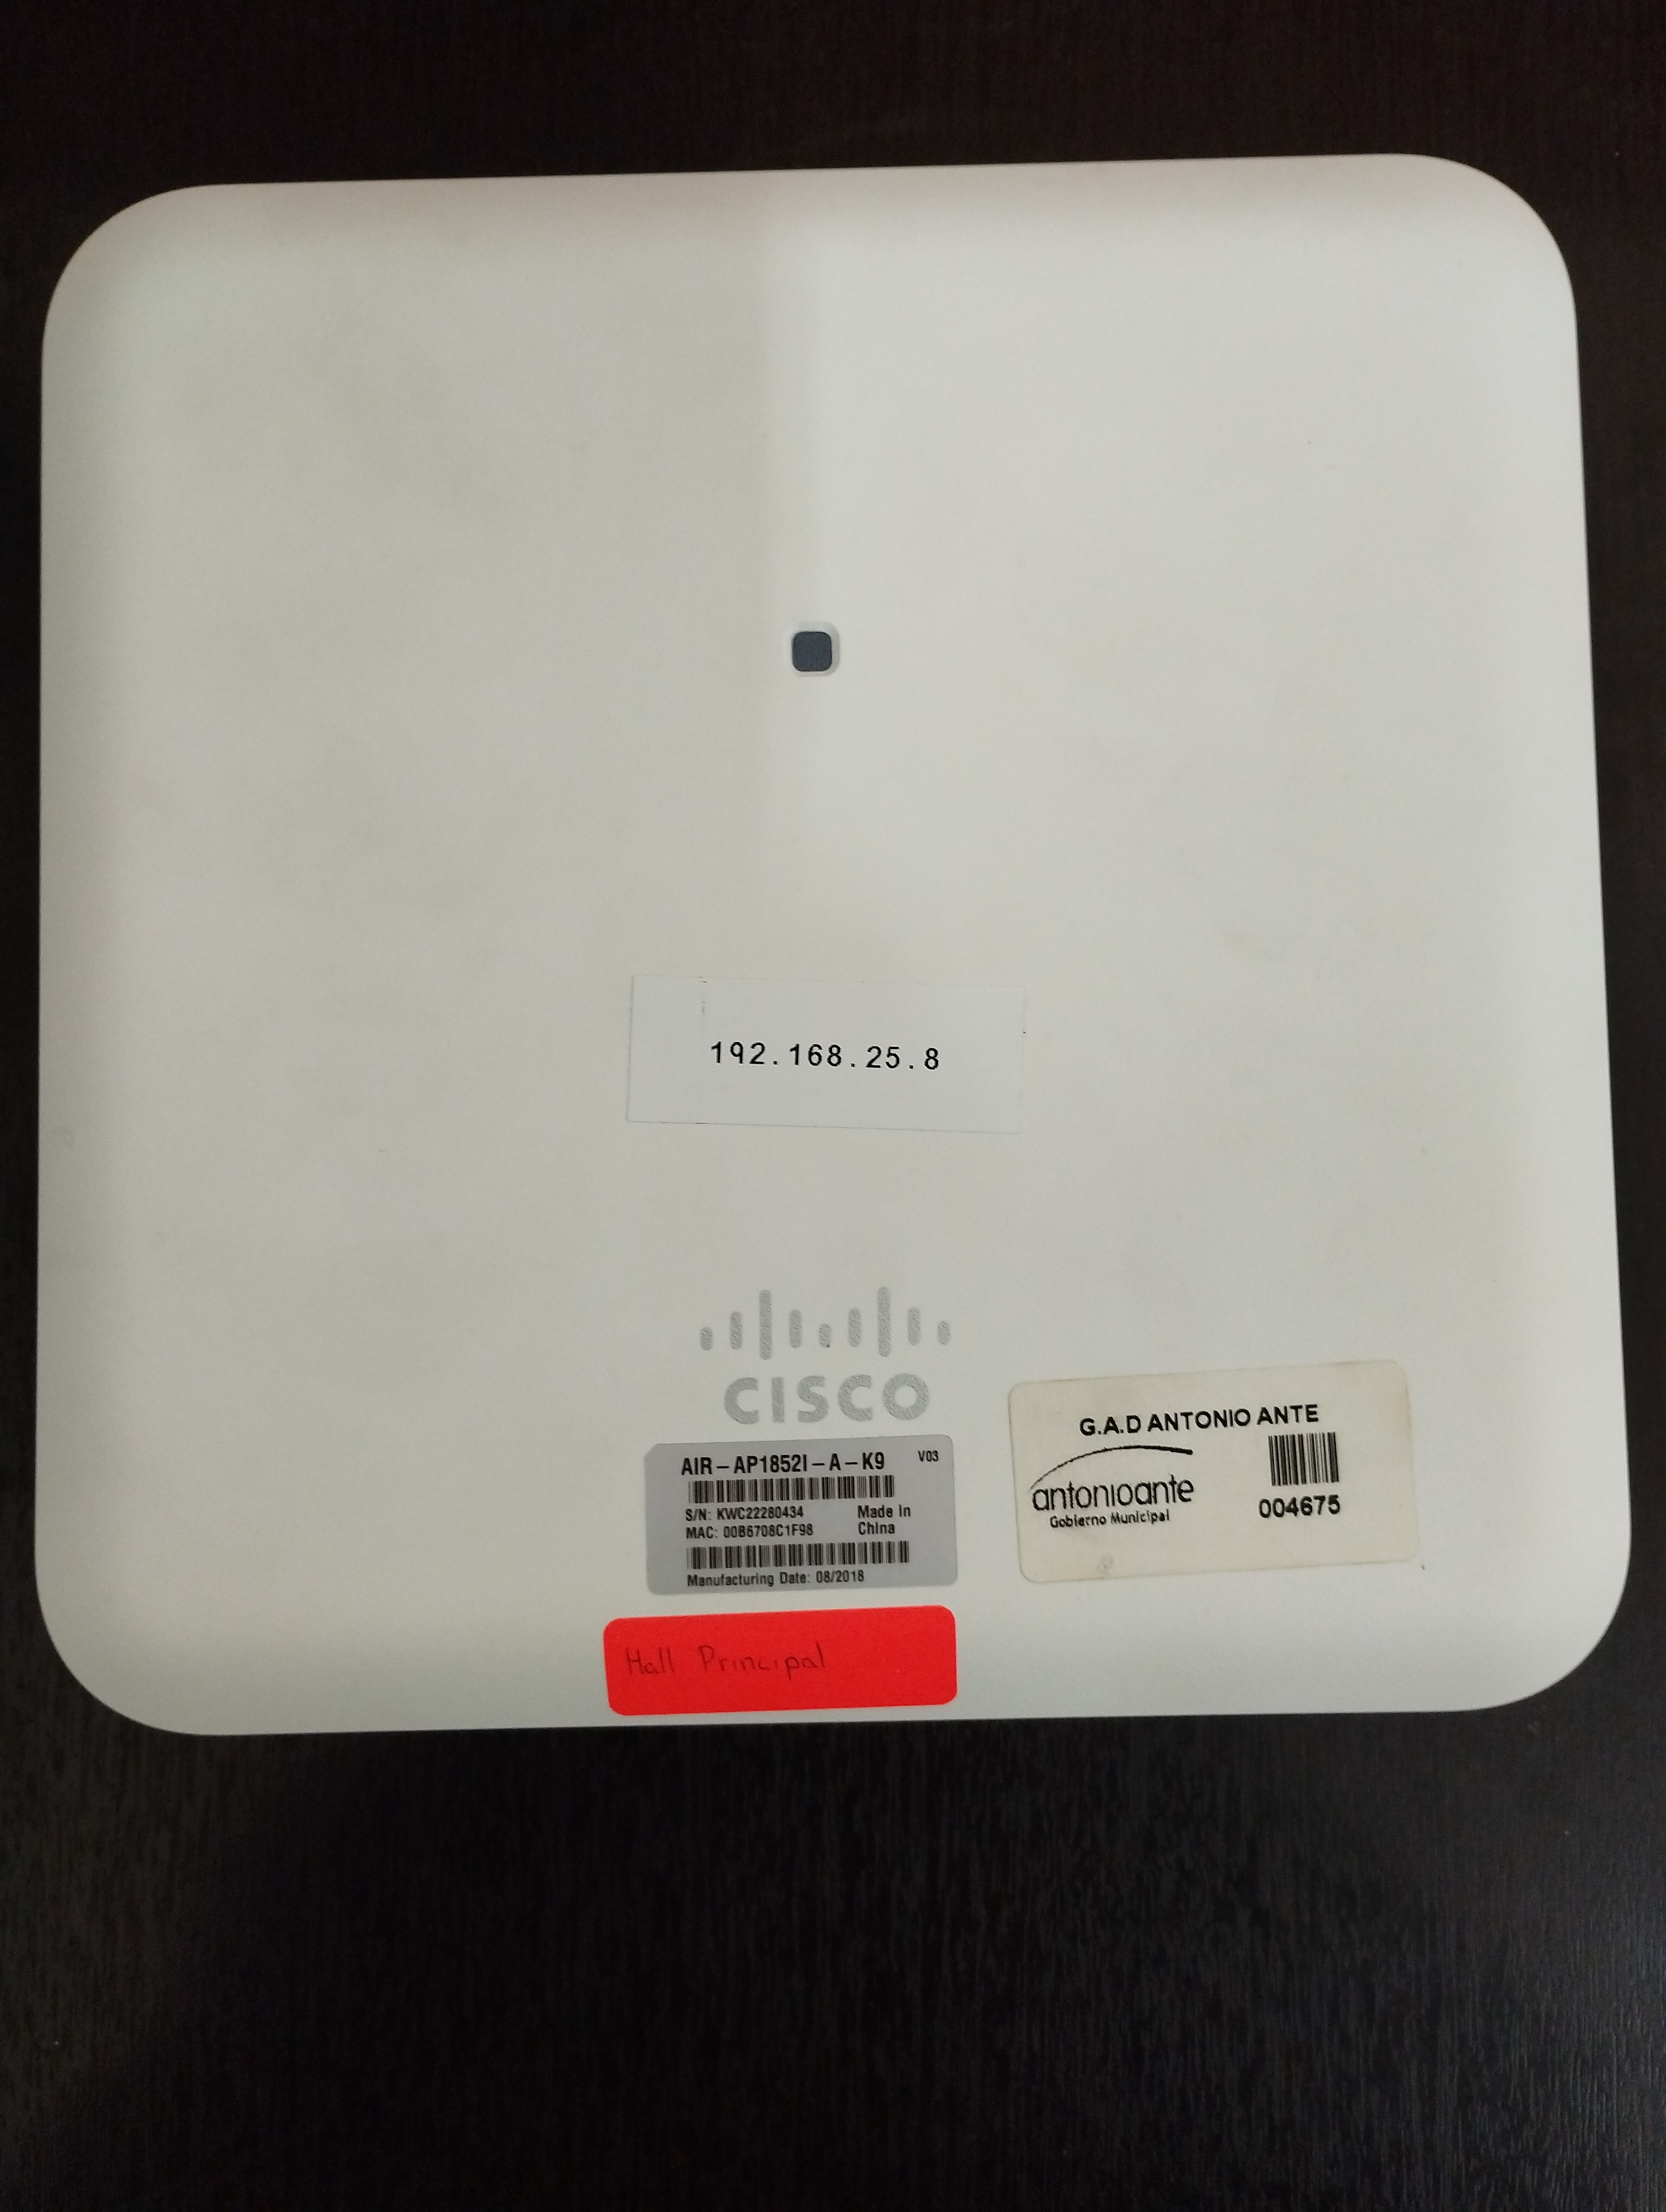 192.168.25.8
CISCO
AIR-AP1852I-A-K9 V03
S/N: KWC22280434 Made In
MAC: 00B6708C1F98 China
Manufacturing Date: 08/2018
G.A.D ANTONIO ANTE
antonioante
Gobierno Municipal
004675
Hall Principal